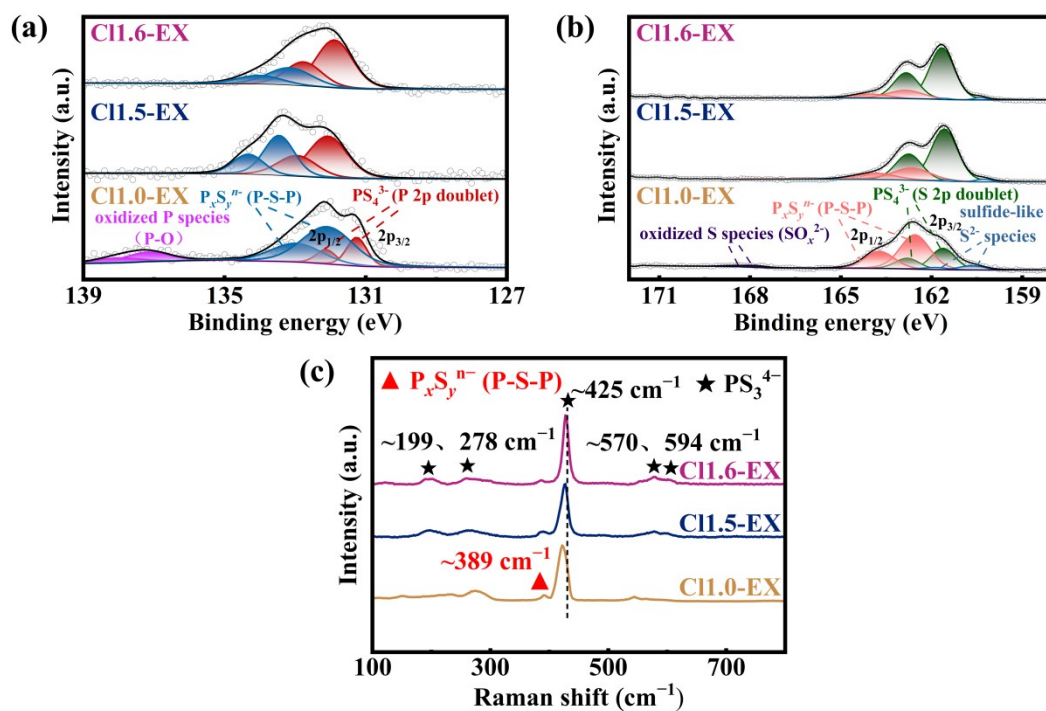 (a)
Cl1.6-EX
Cl1.5-EX
Cl1.0-EX
PₓSᵧⁿ⁻ (P-S-P)
PS₄³⁻ (P 2p doublet)
oxidized P species
（P-O）
2p₁/₂
2p₃/₂
Intensity (a.u.)
139 135 131 127
Binding energy (eV)
(b)
Cl1.6-EX
Cl1.5-EX
Cl1.0-EX
PS₄³⁻ (S 2p doublet)
PₓSᵧⁿ⁻ (P-S-P)
sulfide-like
S²⁻ species
oxidized S species (SOₓ²⁻)
2p₁/₂
2p₃/₂
Intensity (a.u.)
171 168 165 162 159
Binding energy (eV)
(c)
▲ PₓSᵧⁿ⁻ (P-S-P)
★ ~425 cm⁻¹
★ PS₃⁴⁻
~199、278 cm⁻¹
~570、594 cm⁻¹
Cl1.6-EX
Cl1.5-EX
~389 cm⁻¹
Cl1.0-EX
Intensity (a.u.)
100 300 500 700
Raman shift (cm⁻¹)